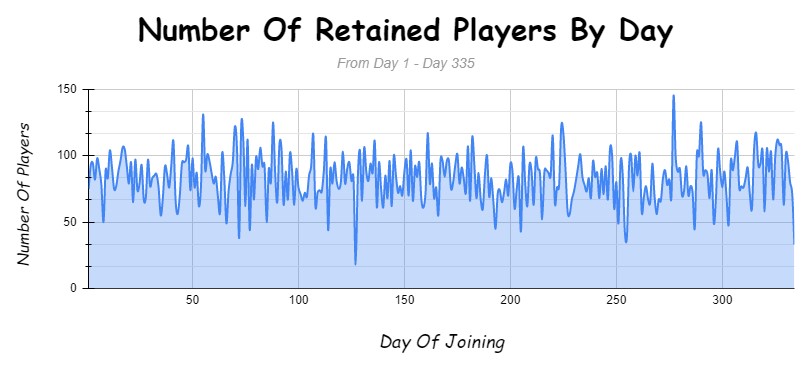 Number Of Retained Players By Day
From Day 1 - Day 335
Number Of Players
150
100
50
0
50
100
150
200
250
300
Day Of Joining